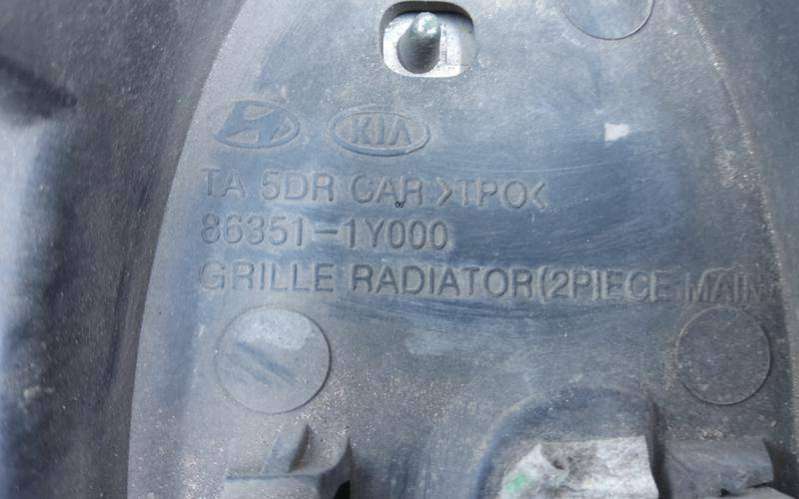 KIA
TA 5DR CAR >TPO<
86351-1Y000
GRILLE RADIATOR(2PIECE MAIN